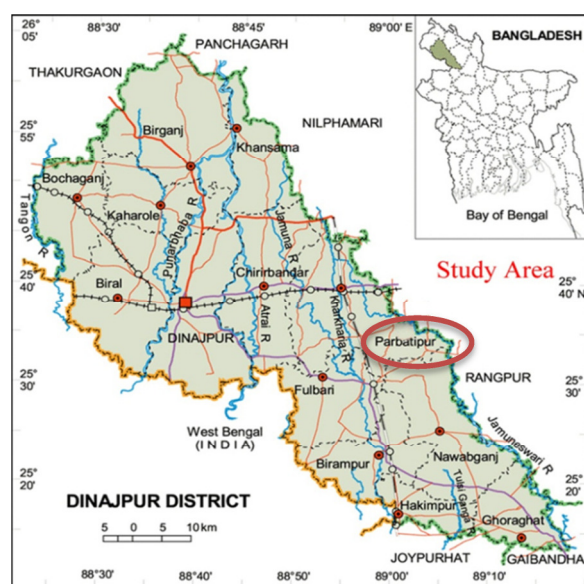 88°30'
88°45'
89°00' E
26°
05'
PANCHAGARH
THAKURGAON
BANGLADESH
Bay of Bengal
NILPHAMARI
25°
55'
Birganj
Khansama
Bochaganj
Kaharole
Tangon R
Punarbhaba R
Jamuna R
Study Area
25°
40'
Chirirbandar
25°
40' N
Biral
DINAJPUR
Atrai R
Kharkharia R
Parbatipur
25°
30'
Fulbari
RANGPUR
25°
30'
West Bengal
(INDIA)
Jamuneswari R
25°
20'
Birampur
Nawabganj
25°
20'
DINAJPUR DISTRICT
Tulsi Ganga R
Hakimpur
Ghoraghat
5 0 5 10 km
JOYPURHAT
GAIBANDHA
88°30'
88°40'
88°50'
89°00'
89°10'